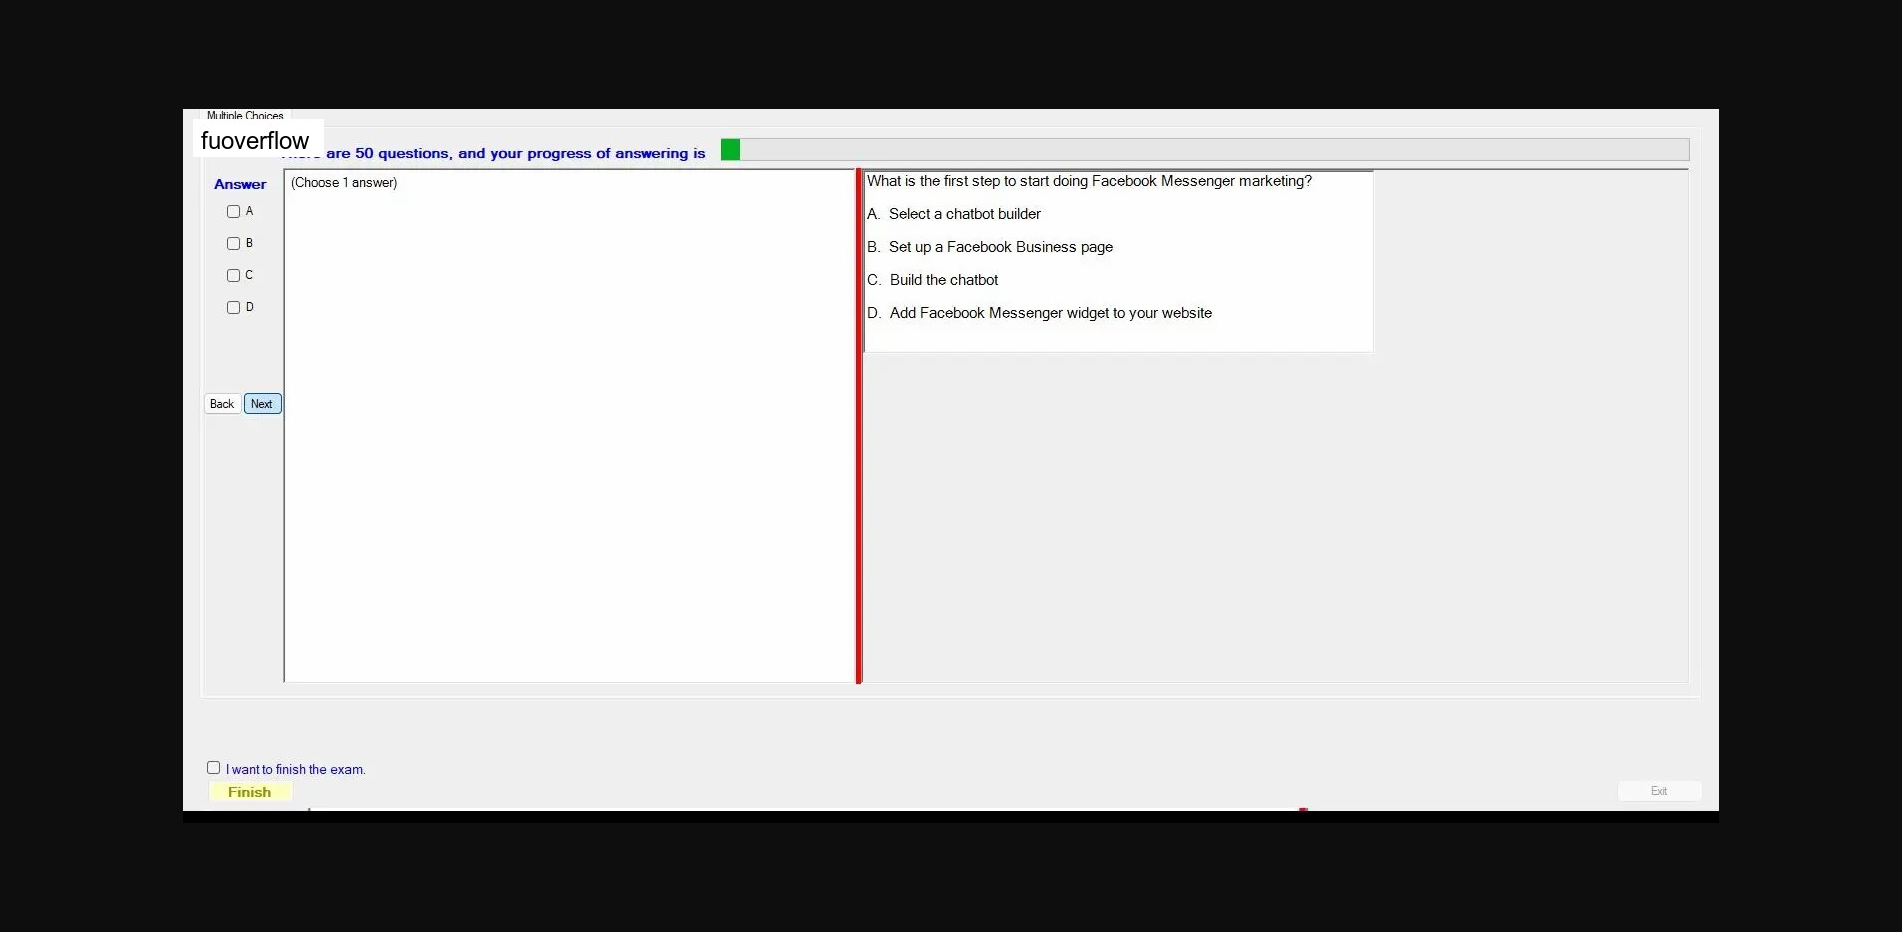 Multiple Choices
fuoverflow
are 50 questions, and your progress of answering is
Answer
(Choose 1 answer)
A
B
C
D
Back
Next
What is the first step to start doing Facebook Messenger marketing?
A. Select a chatbot builder
B. Set up a Facebook Business page
C. Build the chatbot
D. Add Facebook Messenger widget to your website
I want to finish the exam.
Finish
Exit